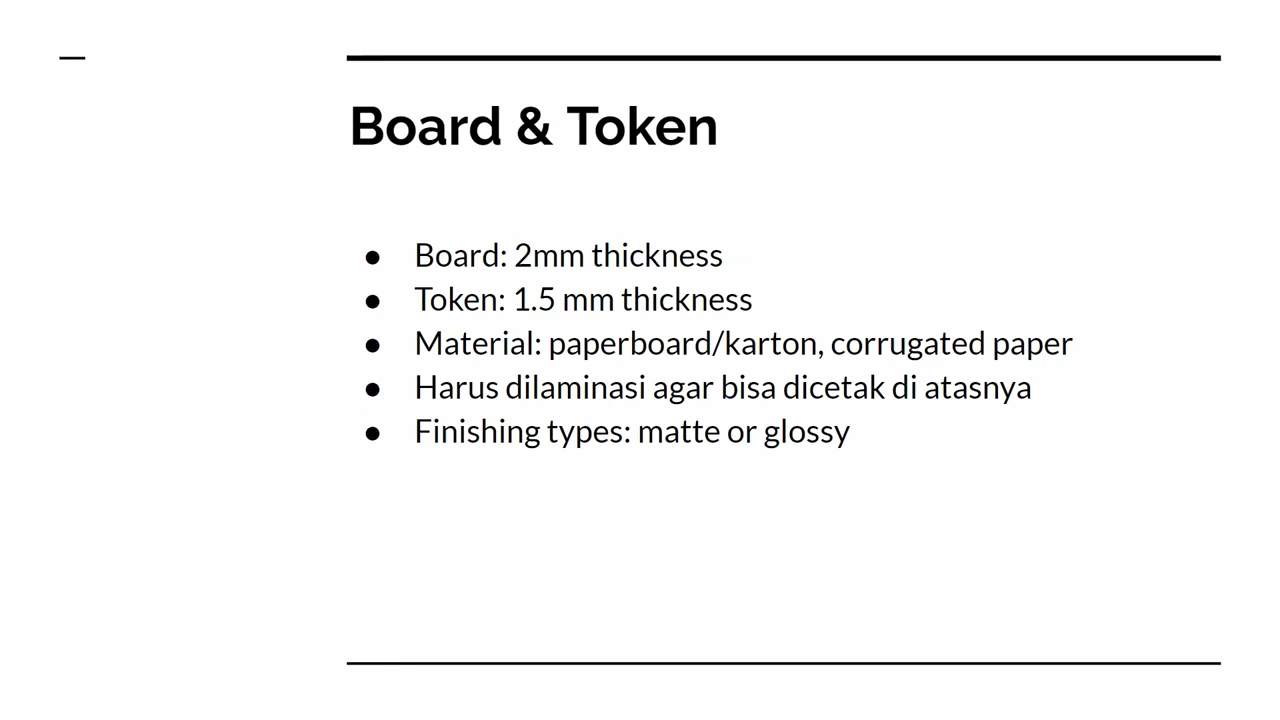 Board & Token
● Board: 2mm thickness
● Token: 1.5 mm thickness
● Material: paperboard/karton, corrugated paper
● Harus dilaminasi agar bisa dicetak di atasnya
● Finishing types: matte or glossy